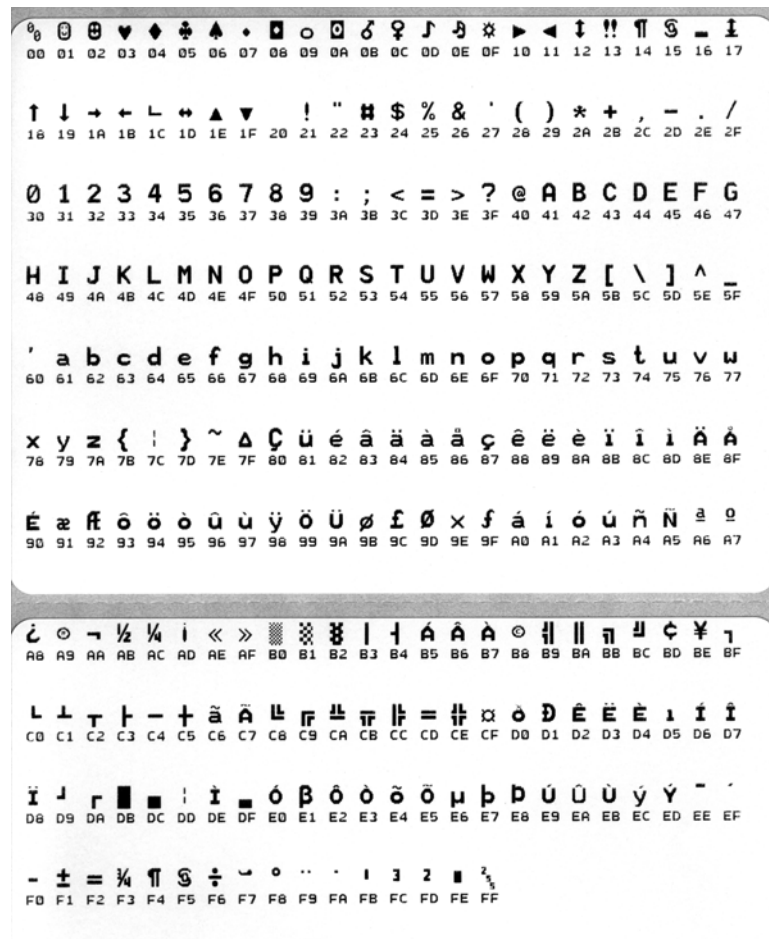 ⁰₀ ☺ ☻ ♥ ♦ ♣ ♠ • ◘ ○ ◙ ♂ ♀ ♪ ♫ ☼ ► ◄ ↕ ‼ ¶ § ▬ ↨
00 01 02 03 04 05 06 07 08 09 0A 0B 0C 0D 0E 0F 10 11 12 13 14 15 16 17
↑ ↓ → ← ∟ ↔ ▲ ▼ ! " # $ % & ' ( ) * + , - . /
18 19 1A 1B 1C 1D 1E 1F 20 21 22 23 24 25 26 27 28 29 2A 2B 2C 2D 2E 2F
0 1 2 3 4 5 6 7 8 9 : ; < = > ? @ A B C D E F G
30 31 32 33 34 35 36 37 38 39 3A 3B 3C 3D 3E 3F 40 41 42 43 44 45 46 47
H I J K L M N O P Q R S T U V W X Y Z [ \ ] ^ _
48 49 4A 4B 4C 4D 4E 4F 50 51 52 53 54 55 56 57 58 59 5A 5B 5C 5D 5E 5F
' a b c d e f g h i j k l m n o p q r s t u v w
60 61 62 63 64 65 66 67 68 69 6A 6B 6C 6D 6E 6F 70 71 72 73 74 75 76 77
x y z { ¦ } ~ ∆ Ç ü é â ä à å ç ê ë è ï î ì Ä Å
78 79 7A 7B 7C 7D 7E 7F 80 81 82 83 84 85 86 87 88 89 8A 8B 8C 8D 8E 8F
É æ Æ ô ö ò û ù ÿ Ö Ü ø £ Ø × ƒ á í ó ú ñ Ñ ª º
90 91 92 93 94 95 96 97 98 99 9A 9B 9C 9D 9E 9F A0 A1 A2 A3 A4 A5 A6 A7
¿ ® ¬ ½ ¼ ¡ « » ░ ▒ ▓ │ ┤ Á Â À © ╣ ║ ╗ ╝ ¢ ¥ ┐
A8 A9 AA AB AC AD AE AF B0 B1 B2 B3 B4 B5 B6 B7 B8 B9 BA BB BC BD BE BF
└ ┴ ┬ ├ ─ ┼ ã Ã ╚ ╔ ╩ ╦ ╠ ═ ╬ ¤ ð Ð Ê Ë È ı Í Î
C0 C1 C2 C3 C4 C5 C6 C7 C8 C9 CA CB CC CD CE CF D0 D1 D2 D3 D4 D5 D6 D7
Ï ┘ ┌ █ ▄ ¦ Ì ▄ Ó β Ô Ò õ Õ µ þ Þ Ú Û Ù ý Ý ¯ ´
D8 D9 DA DB DC DD DE DF E0 E1 E2 E3 E4 E5 E6 E7 E8 E9 EA EB EC ED EE EF
- ± = ¾ ¶ § ÷ ¸ ° ¨ · ı 3 2 ■ ²₅₅
F0 F1 F2 F3 F4 F5 F6 F7 F8 F9 FA FB FC FD FE FF